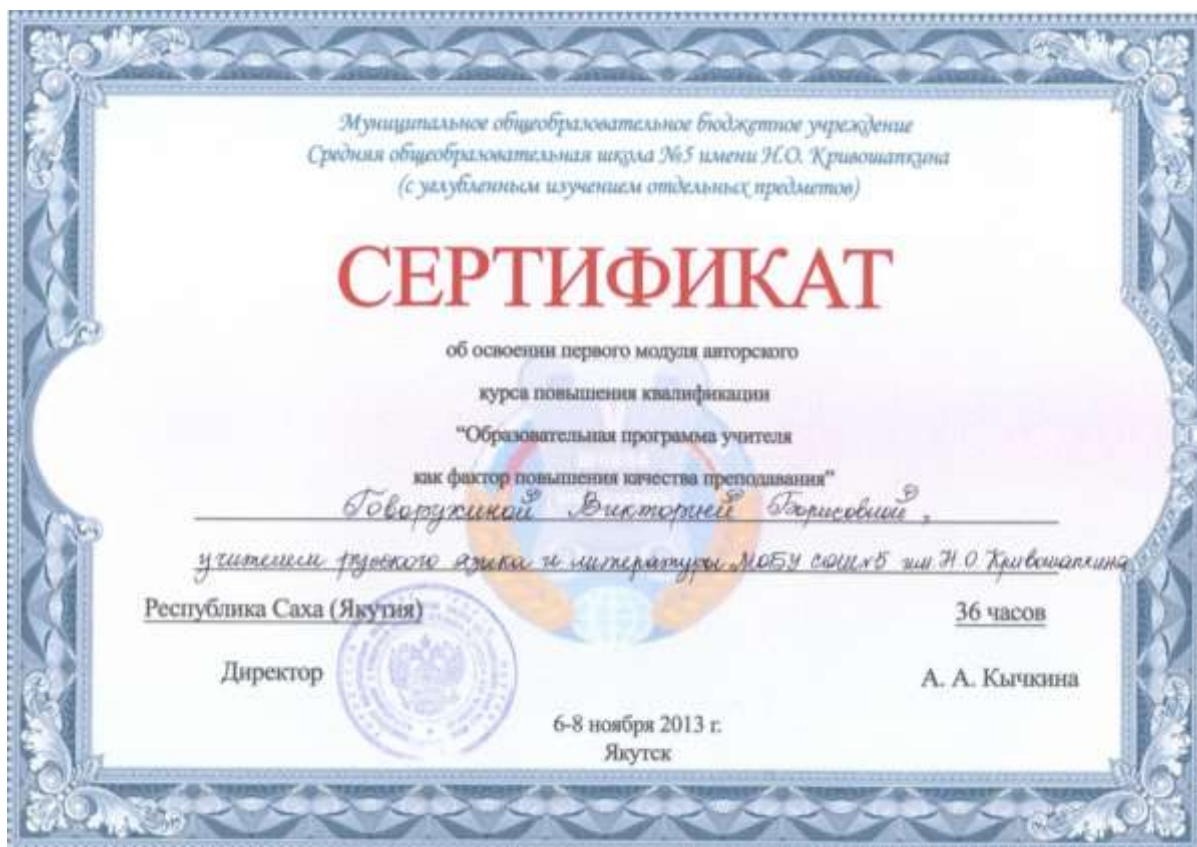 Муниципальное общеобразовательное бюджетное учреждение
Средняя общеобразовательная школа №5 имени Н.О. Кривошапкина
(с углубленным изучением отдельных предметов)
СЕРТИФИКАТ
об освоении первого модуля авторского
курса повышения квалификации
"Образовательная программа учителя
как фактор повышения качества преподавания"
Говорухиной Викторией Борисовной,
учителем русского языка и литературы МОБУ СОШ №5 им Н.О. Кривошапкина
Республика Саха (Якутия)
36 часов
Директор
А. А. Кычкина
6-8 ноября 2013 г.
Якутск